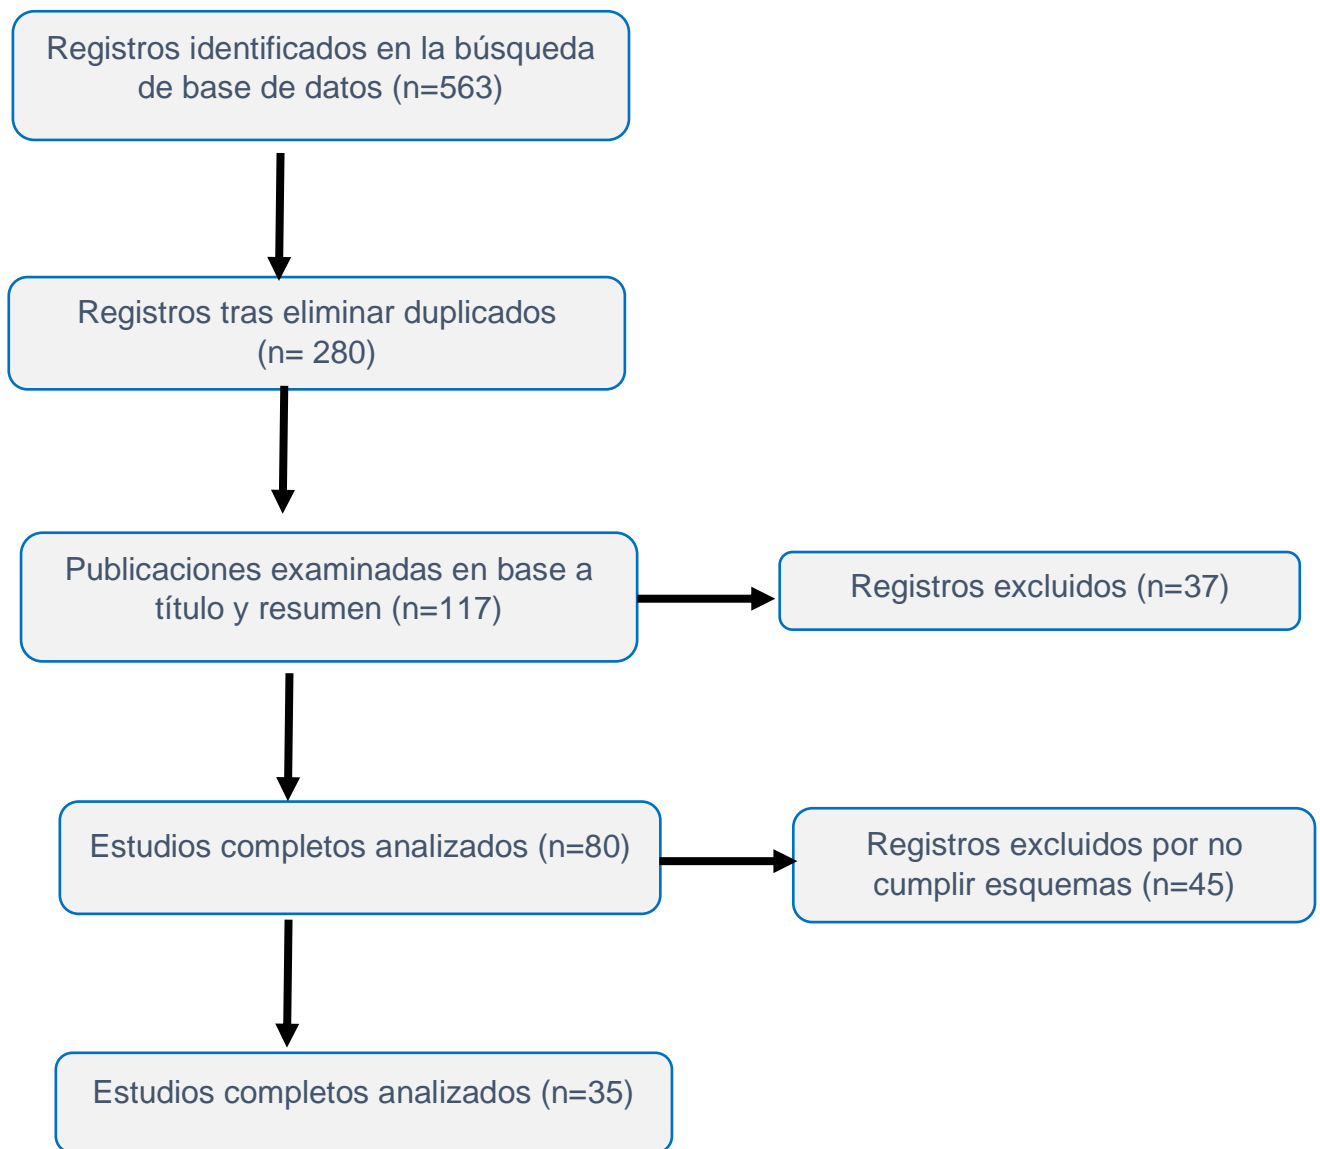 Registros identificados en la búsqueda
de base de datos (n=563)
Registros tras eliminar duplicados
(n= 280)
Publicaciones examinadas en base a
título y resumen (n=117)
Registros excluidos (n=37)
Estudios completos analizados (n=80)
Registros excluidos por no
cumplir esquemas (n=45)
Estudios completos analizados (n=35)